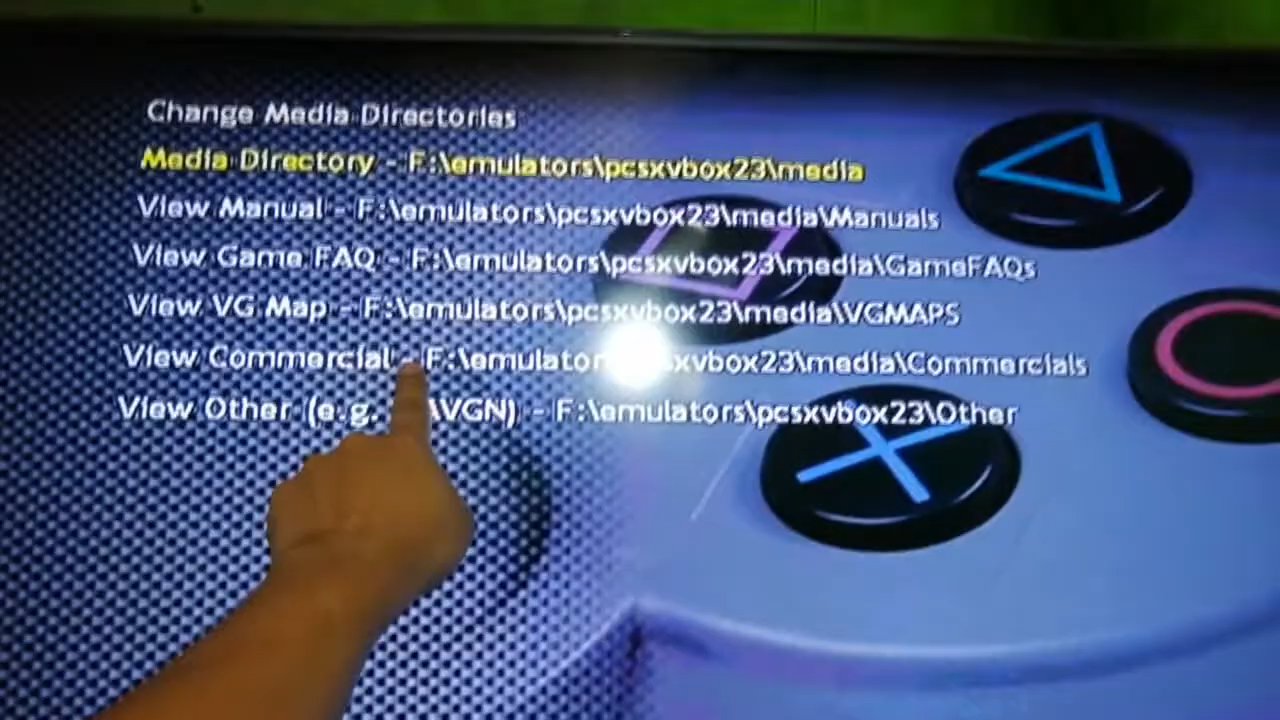 Change Media Directories
Media Directory - F:\emulators\pcsxvbox23\media
View Manual - F:\emulators\pcsxvbox23\media\Manuals
View Game FAQ - F:\emulators\pcsxvbox23\media\GameFAQs
View VG Map - F:\emulators\pcsxvbox23\media\VGMAPS
View Commercial - F:\emulator xvbox23\media\Commercials
View Other (e.g. \VGN) - F:\emulators\pcsxvbox23\Other